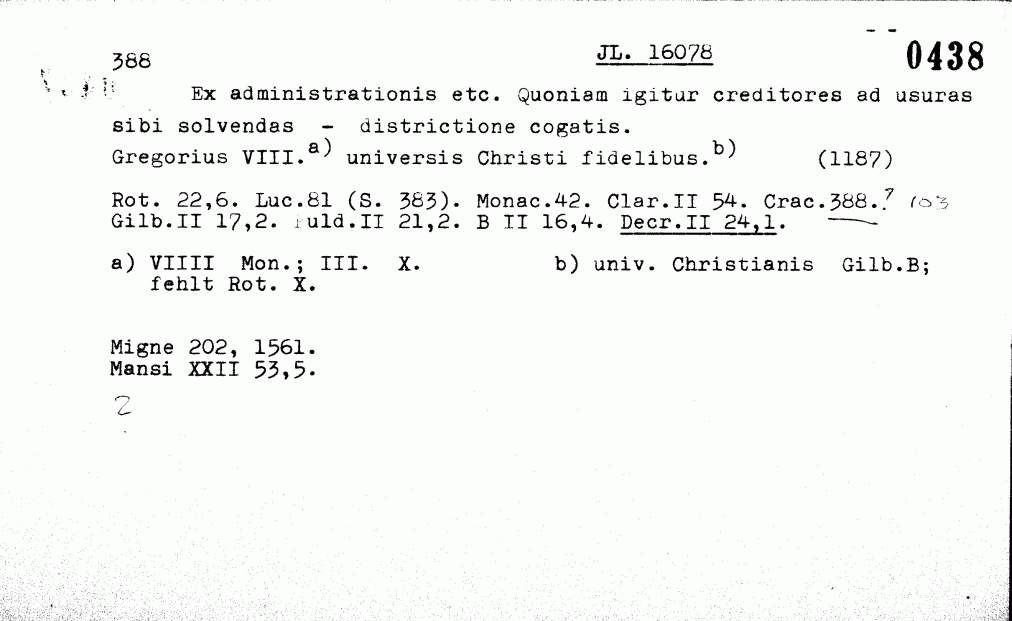 388 JL. 16078 0438
Ex administrationis etc. Quoniam igitur creditores ad usuras
sibi solvendas - districtione cogatis.
Gregorius VIII.a) universis Christi fidelibus.b) (1187)
Rot. 22,6. Luc.81 (S. 383). Monac.42. Clar.II 54. Crac.388.? 103
Gilb.II 17,2. Fuld.II 21,2. B II 16,4. Decr.II 24,1.
a) VIIII Mon.; III. X. b) univ. Christianis Gilb.B;
fehlt Rot. X.
Migne 202, 1561.
Mansi XXII 53,5.
2